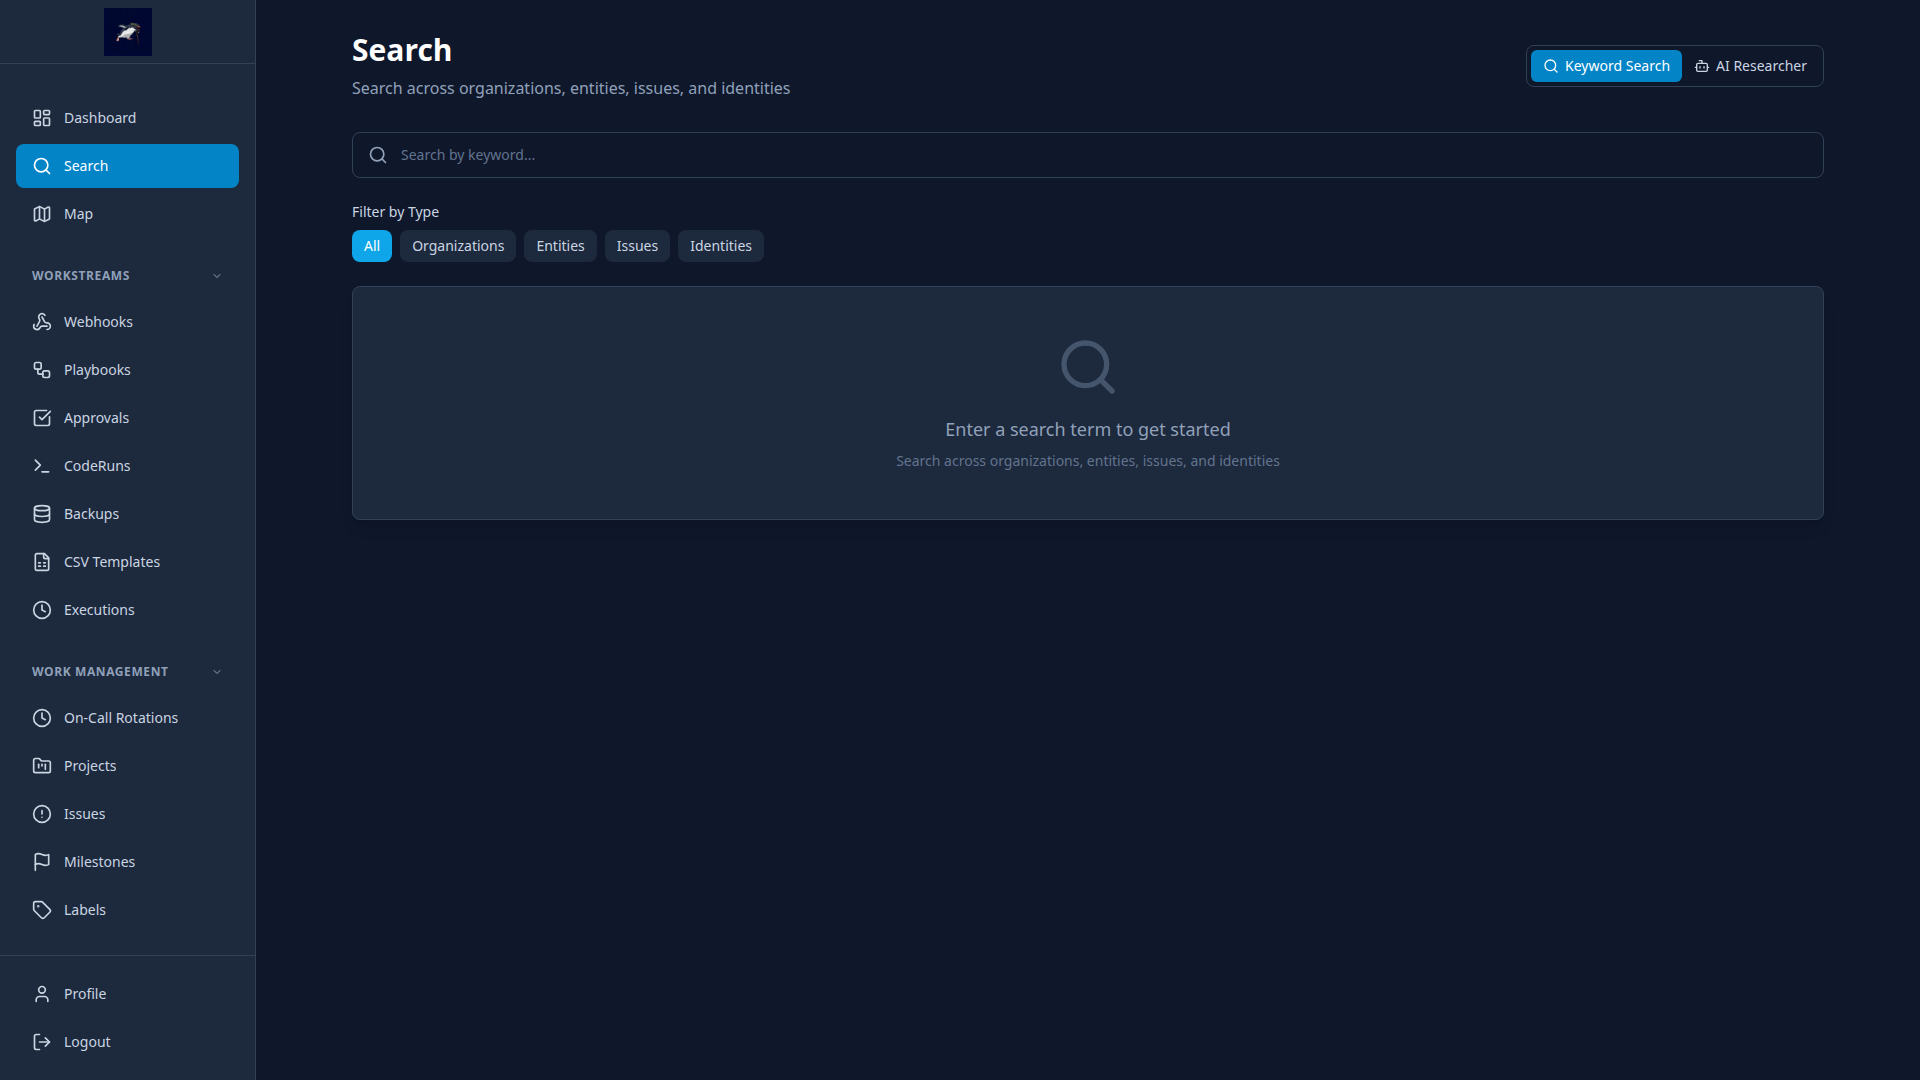 Dashboard
Search
Map
WORKSTREAMS
Webhooks
Playbooks
Approvals
CodeRuns
Backups
CSV Templates
Executions
WORK MANAGEMENT
On-Call Rotations
Projects
Issues
Milestones
Labels
Profile
Logout
Search
Search across organizations, entities, issues, and identities
Keyword Search
AI Researcher
Search by keyword...
Filter by Type
All
Organizations
Entities
Issues
Identities
Enter a search term to get started
Search across organizations, entities, issues, and identities